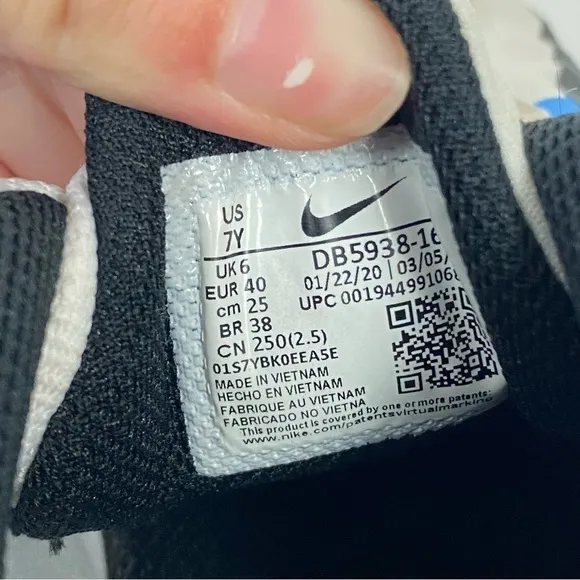 US
7Y
UK 6
EUR 40
cm 25
BR 38
CN 250(2.5)
DB5938-16
01/22/20 | 03/05/
UPC 0019449910
01S7YBK0EEA5E
MADE IN VIETNAM
HECHO EN VIETNAM
FABRIQUE AU VIETNAM
FABRICADO NO VIETNA
This product is covered by one or more patents:
www.nike.com/patentsvirtualmarking